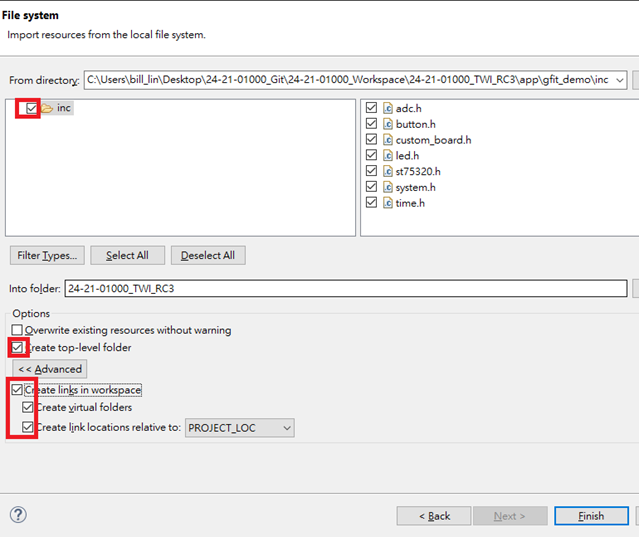 File system
Import resources from the local file system.
From directory: C:\Users\bill_lin\Desktop\24-21-01000_Git\24-21-01000_Workspace\24-21-01000_TWI_RC3\app\gfit_demo\inc
inc
adc.h
button.h
custom_board.h
led.h
st75320.h
system.h
time.h
Filter Types... Select All Deselect All
Into folder: 24-21-01000_TWI_RC3
Options
Overwrite existing resources without warning
Create top-level folder
<< Advanced
Create links in workspace
Create virtual folders
Create link locations relative to: PROJECT_LOC
? < Back Next > Finish